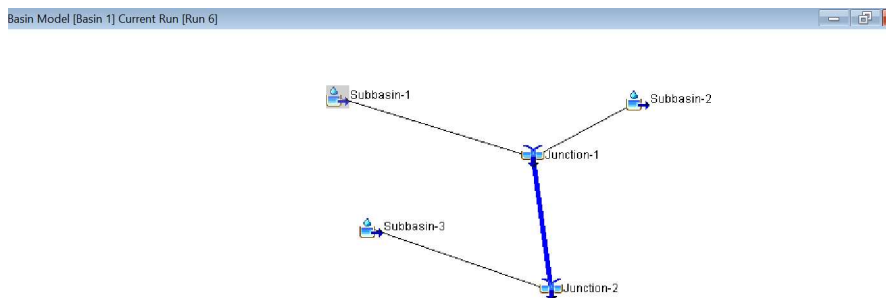 Basin Model [Basin 1] Current Run [Run 6]
Subbasin-1
Subbasin-2
Junction-1
Subbasin-3
Junction-2